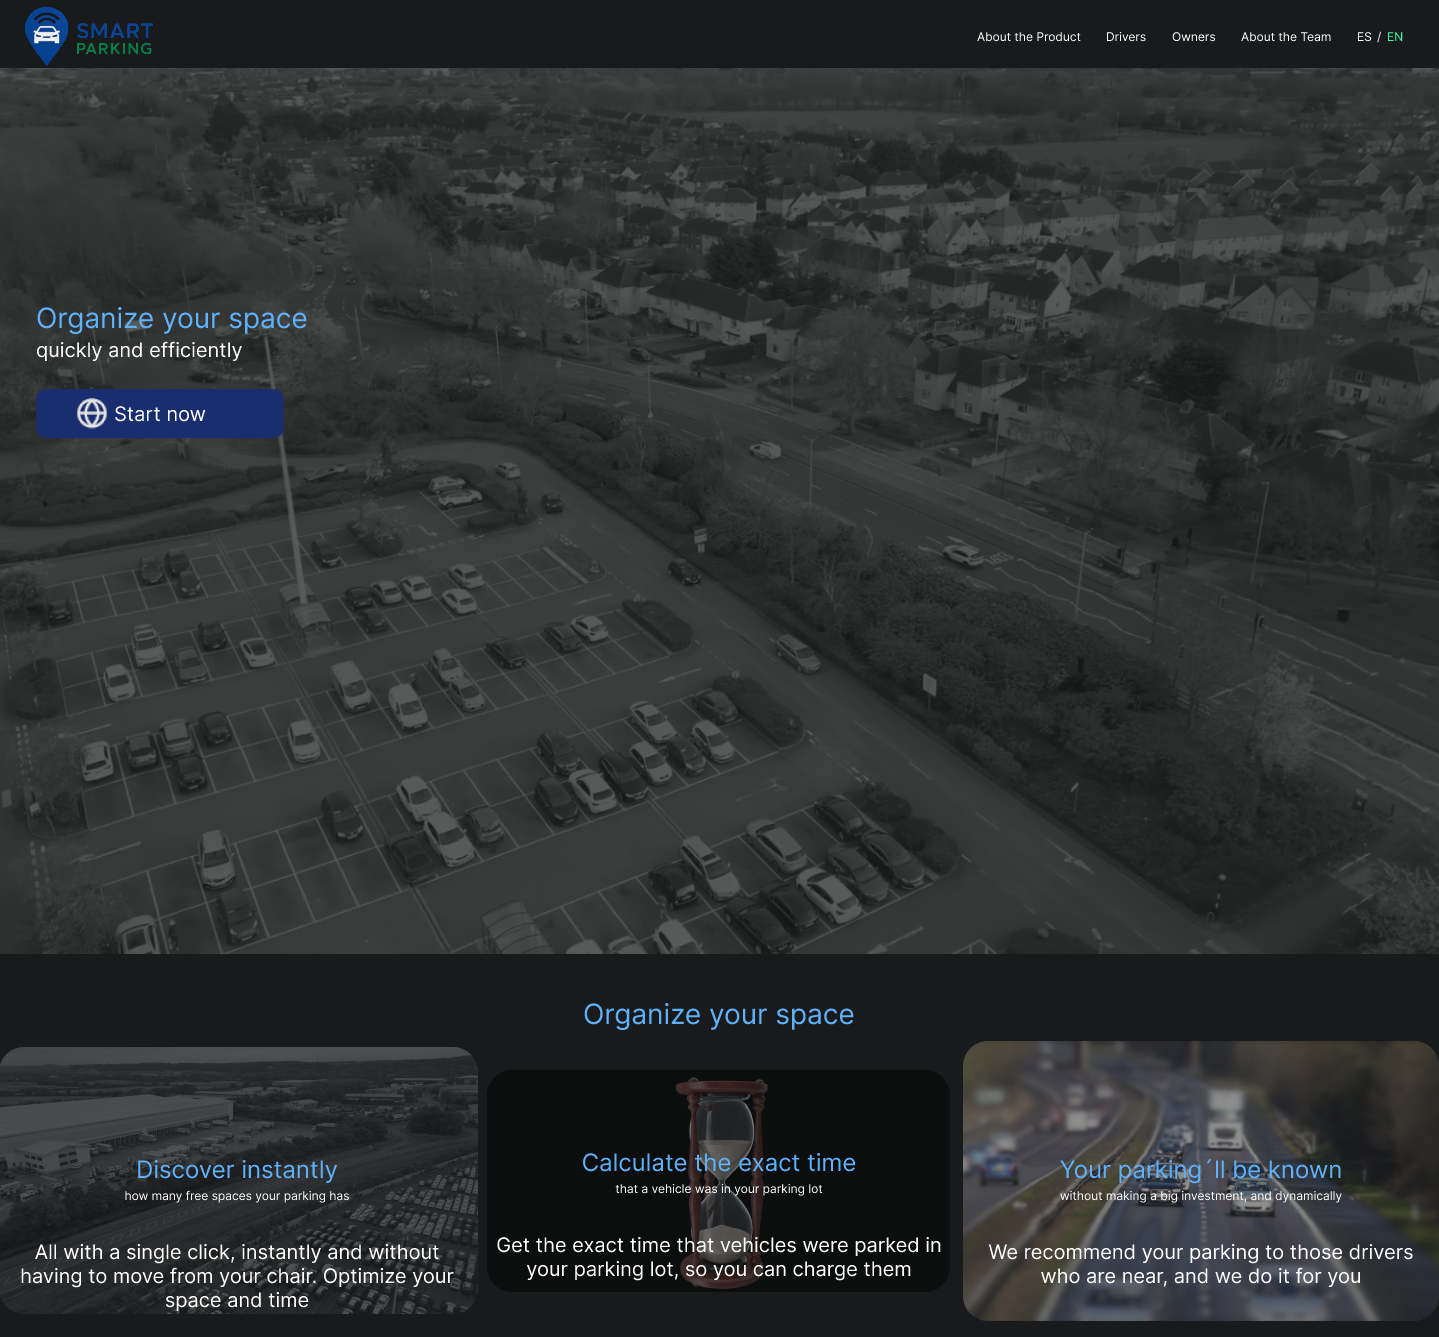 SMART
PARKING
About the Product
Drivers
Owners
About the Team
ES / EN
Organize your space
quickly and efficiently
Start now
Organize your space
Discover instantly
how many free spaces your parking has
All with a single click, instantly and without
having to move from your chair. Optimize your
space and time
Calculate the exact time
that a vehicle was in your parking lot
Get the exact time that vehicles were parked in
your parking lot, so you can charge them
Your parking´ll be known
without making a big investment, and dynamically
We recommend your parking to those drivers
who are near, and we do it for you